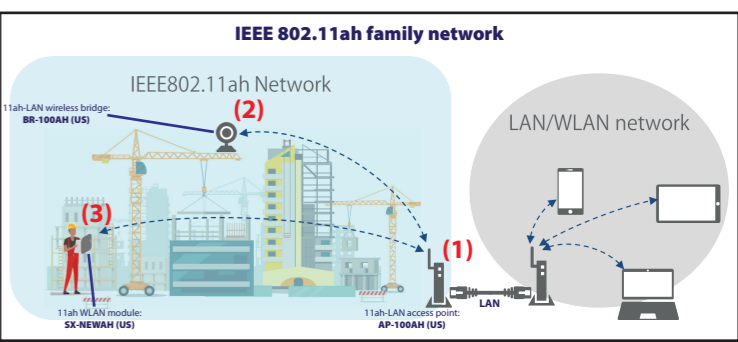 IEEE 802.11ah family network
IEEE802.11ah Network
11ah-LAN wireless bridge:
BR-100AH (US)
(2)
LAN/WLAN network
(3)
(1)
LAN
11ah WLAN module:
SX-NEWAH (US)
11ah-LAN access point:
AP-100AH (US)